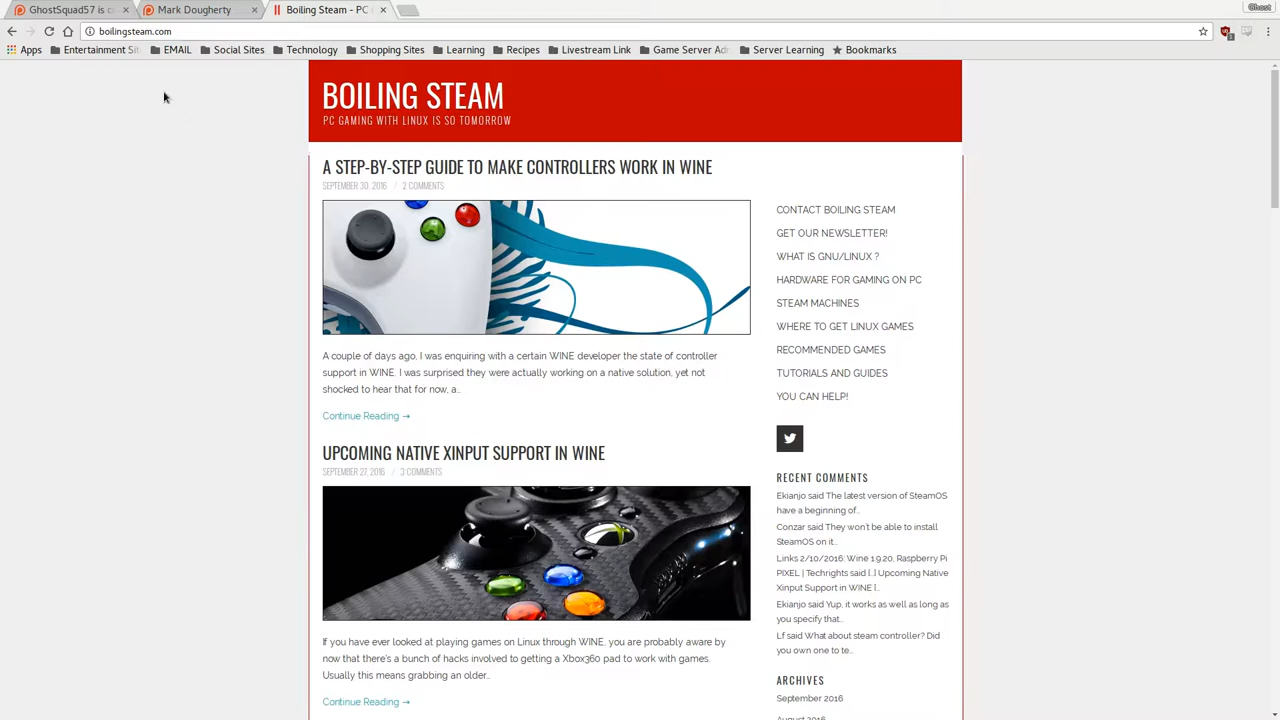 GhostSquad57 is c
Mark Dougherty
Boiling Steam - PC
Ghost
boilingsteam.com
Apps
Entertainment Sit
EMAIL
Social Sites
Technology
Shopping Sites
Learning
Recipes
Livestream Link
Game Server Ad
Server Learning
Bookmarks
BOILING STEAM
PC GAMING WITH LINUX IS SO TOMORROW
A STEP-BY-STEP GUIDE TO MAKE CONTROLLERS WORK IN WINE
SEPTEMBER 30, 2016 / 2 COMMENTS
A couple of days ago, I was enquiring with a certain WINE developer the state of controller
support in WINE. I was surprised they were actually working on a native solution, yet not
shocked to hear that for now, a…
Continue Reading →
UPCOMING NATIVE XINPUT SUPPORT IN WINE
SEPTEMBER 27, 2016 / 3 COMMENTS
If you have ever looked at playing games on Linux through WINE, you are probably aware by
now that there's a bunch of hacks involved to getting a Xbox360 pad to work with games.
Usually this means grabbing an older…
Continue Reading →
CONTACT BOILING STEAM
GET OUR NEWSLETTER!
WHAT IS GNU/LINUX ?
HARDWARE FOR GAMING ON PC
STEAM MACHINES
WHERE TO GET LINUX GAMES
RECOMMENDED GAMES
TUTORIALS AND GUIDES
YOU CAN HELP!
RECENT COMMENTS
Ekianjo said The latest version of SteamOS
have a beginning of…
Conzar said They won't be able to install
SteamOS on it…
Links 2/10/2016: Wine 1.9.20, Raspberry Pi
PIXEL | Techrights said […] Upcoming Native
Xinput Support in WINE […
Ekianjo said Yup, it works as well as long as
you specify that…
Lf said What about steam controller? Did
you own one to te…
ARCHIVES
September 2016
August 2016